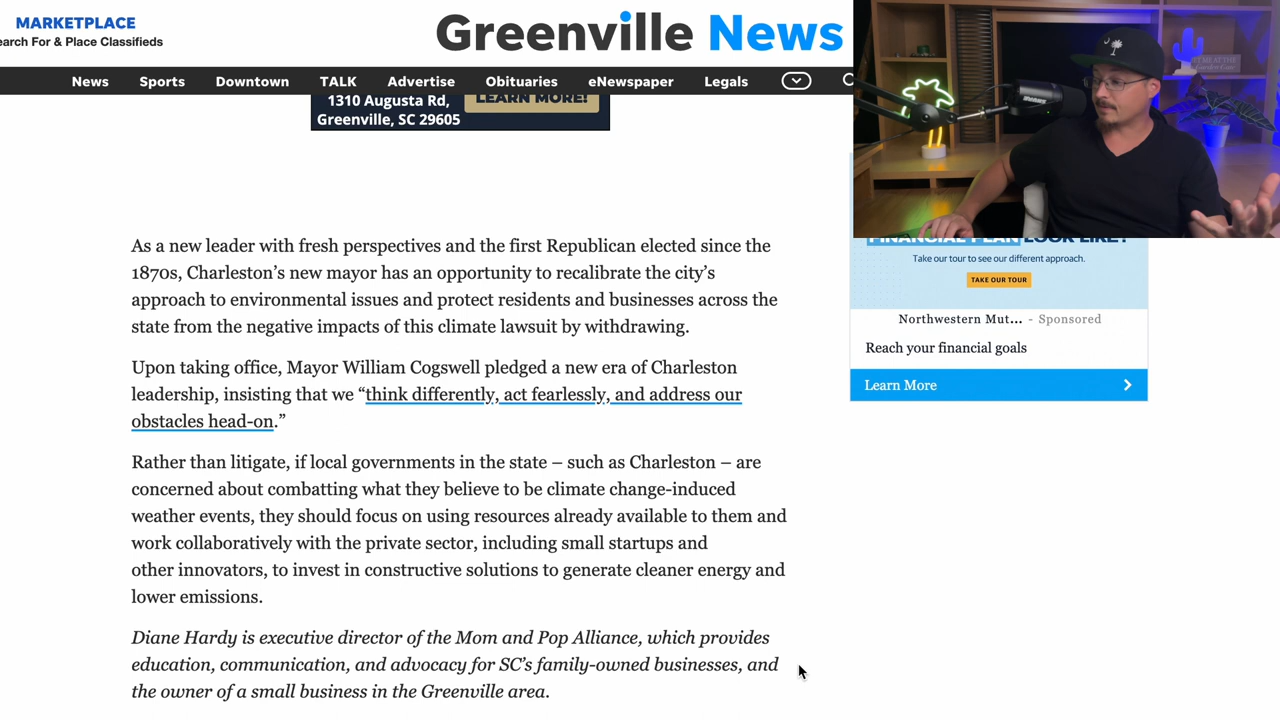 MARKETPLACE
earch For & Place Classifieds
Greenville News
News Sports Downtown TALK Advertise Obituaries eNewspaper Legals
1310 Augusta Rd,
Greenville, SC 29605
LEARN MORE!
As a new leader with fresh perspectives and the first Republican elected since the
1870s, Charleston’s new mayor has an opportunity to recalibrate the city’s
approach to environmental issues and protect residents and businesses across the
state from the negative impacts of this climate lawsuit by withdrawing.
Upon taking office, Mayor William Cogswell pledged a new era of Charleston
leadership, insisting that we “think differently, act fearlessly, and address our
obstacles head-on.”
Rather than litigate, if local governments in the state – such as Charleston – are
concerned about combatting what they believe to be climate change-induced
weather events, they should focus on using resources already available to them and
work collaboratively with the private sector, including small startups and
other innovators, to invest in constructive solutions to generate cleaner energy and
lower emissions.
Diane Hardy is executive director of the Mom and Pop Alliance, which provides
education, communication, and advocacy for SC’s family-owned businesses, and
the owner of a small business in the Greenville area.
FINANCIAL PLAN LOOK LIKE?
Take our tour to see our different approach.
TAKE OUR TOUR
Northwestern Mut... - Sponsored
Reach your financial goals
Learn More